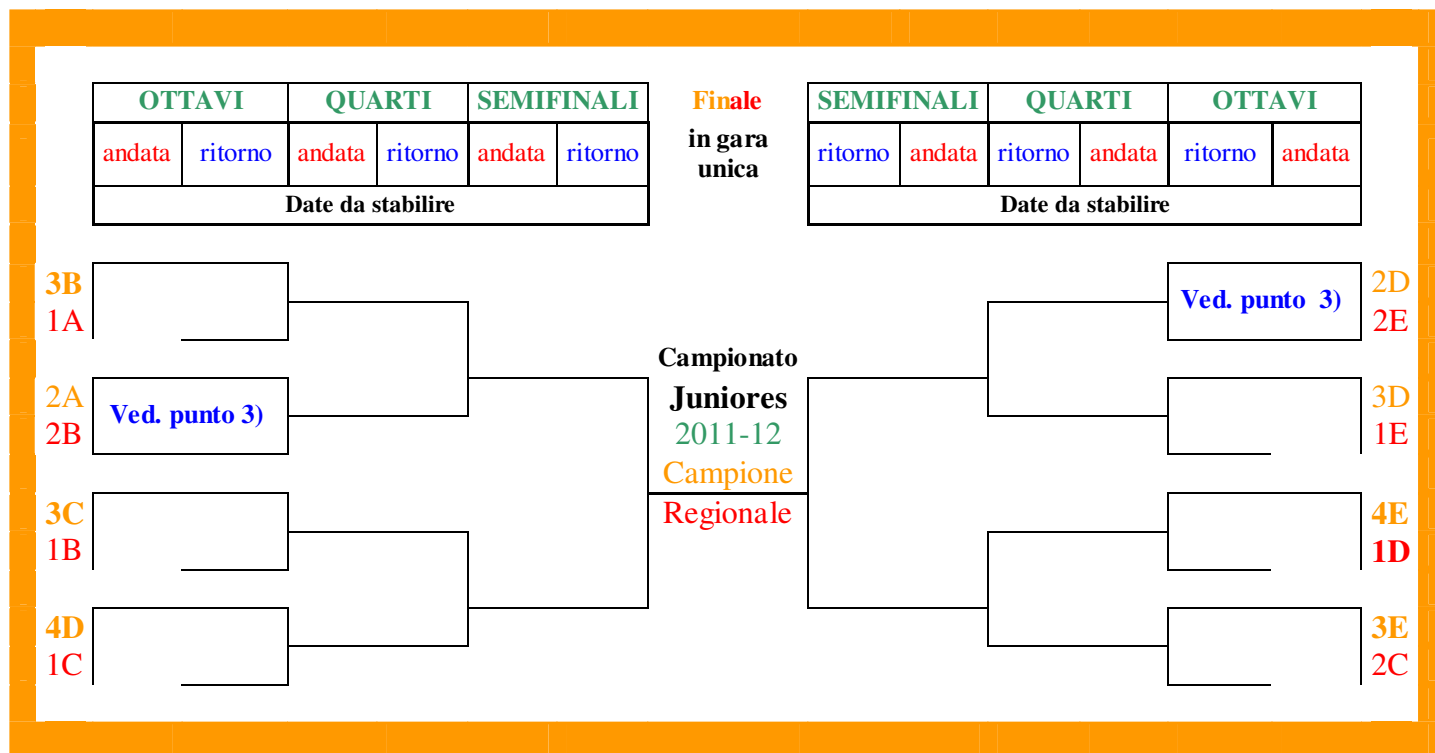 OTTAVI QUARTI SEMIFINALI Finale SEMIFINALI QUARTI OTTAVI
andata ritorno andata ritorno andata ritorno in gara unica ritorno andata ritorno andata ritorno andata
Date da stabilire Date da stabilire
3B 2D
1A Ved. punto 3) 2E
Campionato
2A Juniores 3D
2B Ved. punto 3) 2011-12 1E
Campione
3C Regionale 4E
1B 1D
4D 3E
1C 2C